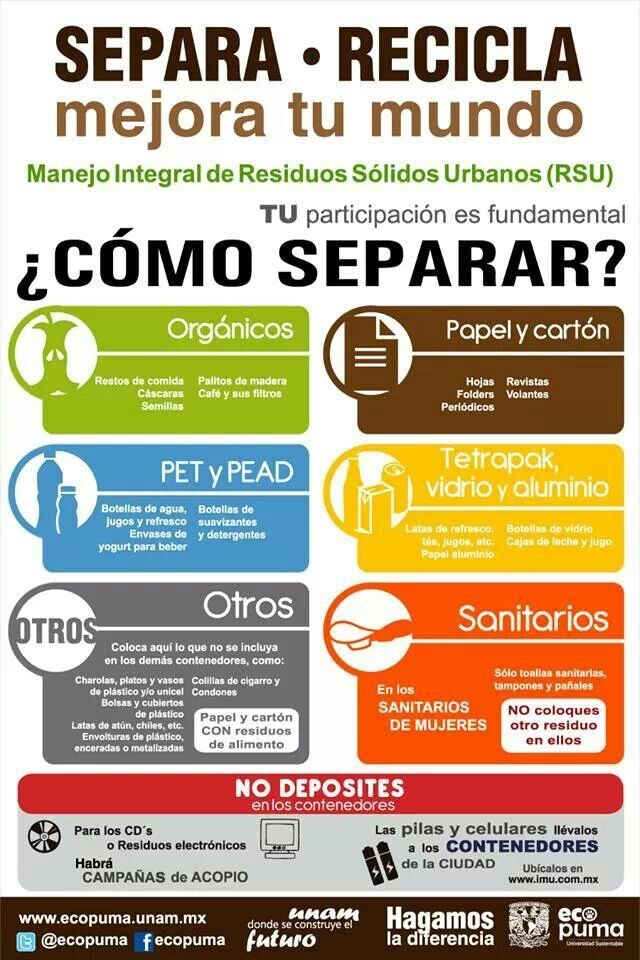 SEPARA • RECICLA
mejora tu mundo
Manejo Integral de Residuos Sólidos Urbanos (RSU)
TU participación es fundamental
¿CÓMO SEPARAR?
Orgánicos
Restos de comida
Cáscaras
Semillas
Palitos de madera
Café y sus filtros
Papel y cartón
Hojas
Folders
Periódicos
Revistas
Volantes
PET y PEAD
Botellas de agua,
jugos y refresco
Envases de
yogurt para beber
Botellas de
suavizantes
y detergentes
Tetrapak,
vidrio y aluminio
Latas de refresco,
tés, jugos, etc.
Papel aluminio
Botellas de vidrio
Cajas de leche y jugo
OTROS
Otros
Coloca aquí lo que no se incluya
en los demás contenedores, como:
Charolas, platos y vasos
de plástico y/o unicel
Bolsas y cubiertos
de plástico
Latas de atún, chiles, etc.
Envolturas de plástico,
enceradas o metalizadas
Colillas de cigarro y
Condones
Papel y cartón
CON residuos
de alimento
Sanitarios
En los
SANITARIOS
DE MUJERES
Sólo toallas sanitarias,
tampones y pañales
NO coloques
otro residuo
en ellos
NO DEPOSITES
en los contenedores
Para los CD´s
o Residuos electrónicos
Habrá
CAMPAÑAS de ACOPIO
Las pilas y celulares llévalos
a los CONTENEDORES
de la CIUDAD
Ubícalos en
www.imu.com.mx
www.ecopuma.unam.mx
@ecopuma fecopuma
unam
donde se construye el
futuro
Hagamos
la diferencia
eco
puma
Universidad Sustentable